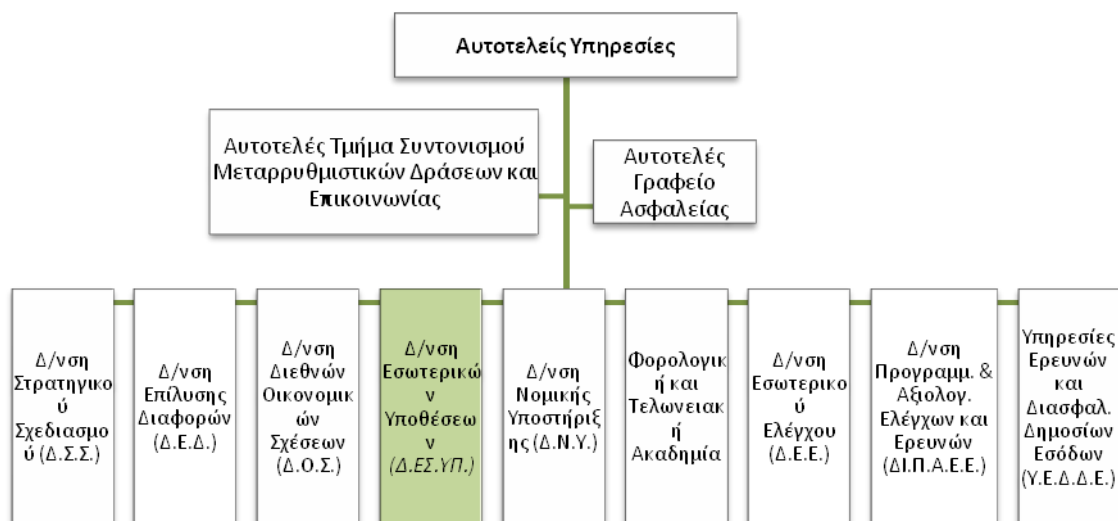 Αυτοτελείς Υπηρεσίες
Αυτοτελές Τμήμα Συντονισμού
Μεταρρυθμιστικών Δράσεων και
Επικοινωνίας
Αυτοτελές
Γραφείο
Ασφαλείας
Δ/νση
Στρατηγικο
ύ
Σχεδιασμο
ύ (Δ.Σ.Σ.)
Δ/νση
Επίλυσης
Διαφορών
(Δ.Ε.Δ.)
Δ/νση
Διεθνών
Οικονομικ
ών
Σχέσεων
(Δ.Ο.Σ.)
Δ/νση
Εσωτερικώ
ν
Υποθέσεω
ν
(Δ.ΕΣ.ΥΠ.)
Δ/νση
Νομικής
Υποστήριξ
ης (Δ.Ν.Υ.)
Φορολογικ
ή και
Τελωνειακ
ή
Ακαδημία
Δ/νση
Εσωτερικο
ύ
Ελέγχου
(Δ.Ε.Ε.)
Δ/νση
Προγραμμ. &
Αξιολογ.
Ελέγχων και
Ερευνών
(ΔΙ.Π.Α.Ε.Ε.)
Υπηρεσίες
Ερευνών
και
Διασφαλ.
Δημοσίων
Εσόδων
(Υ.Ε.Δ.Δ.Ε.)